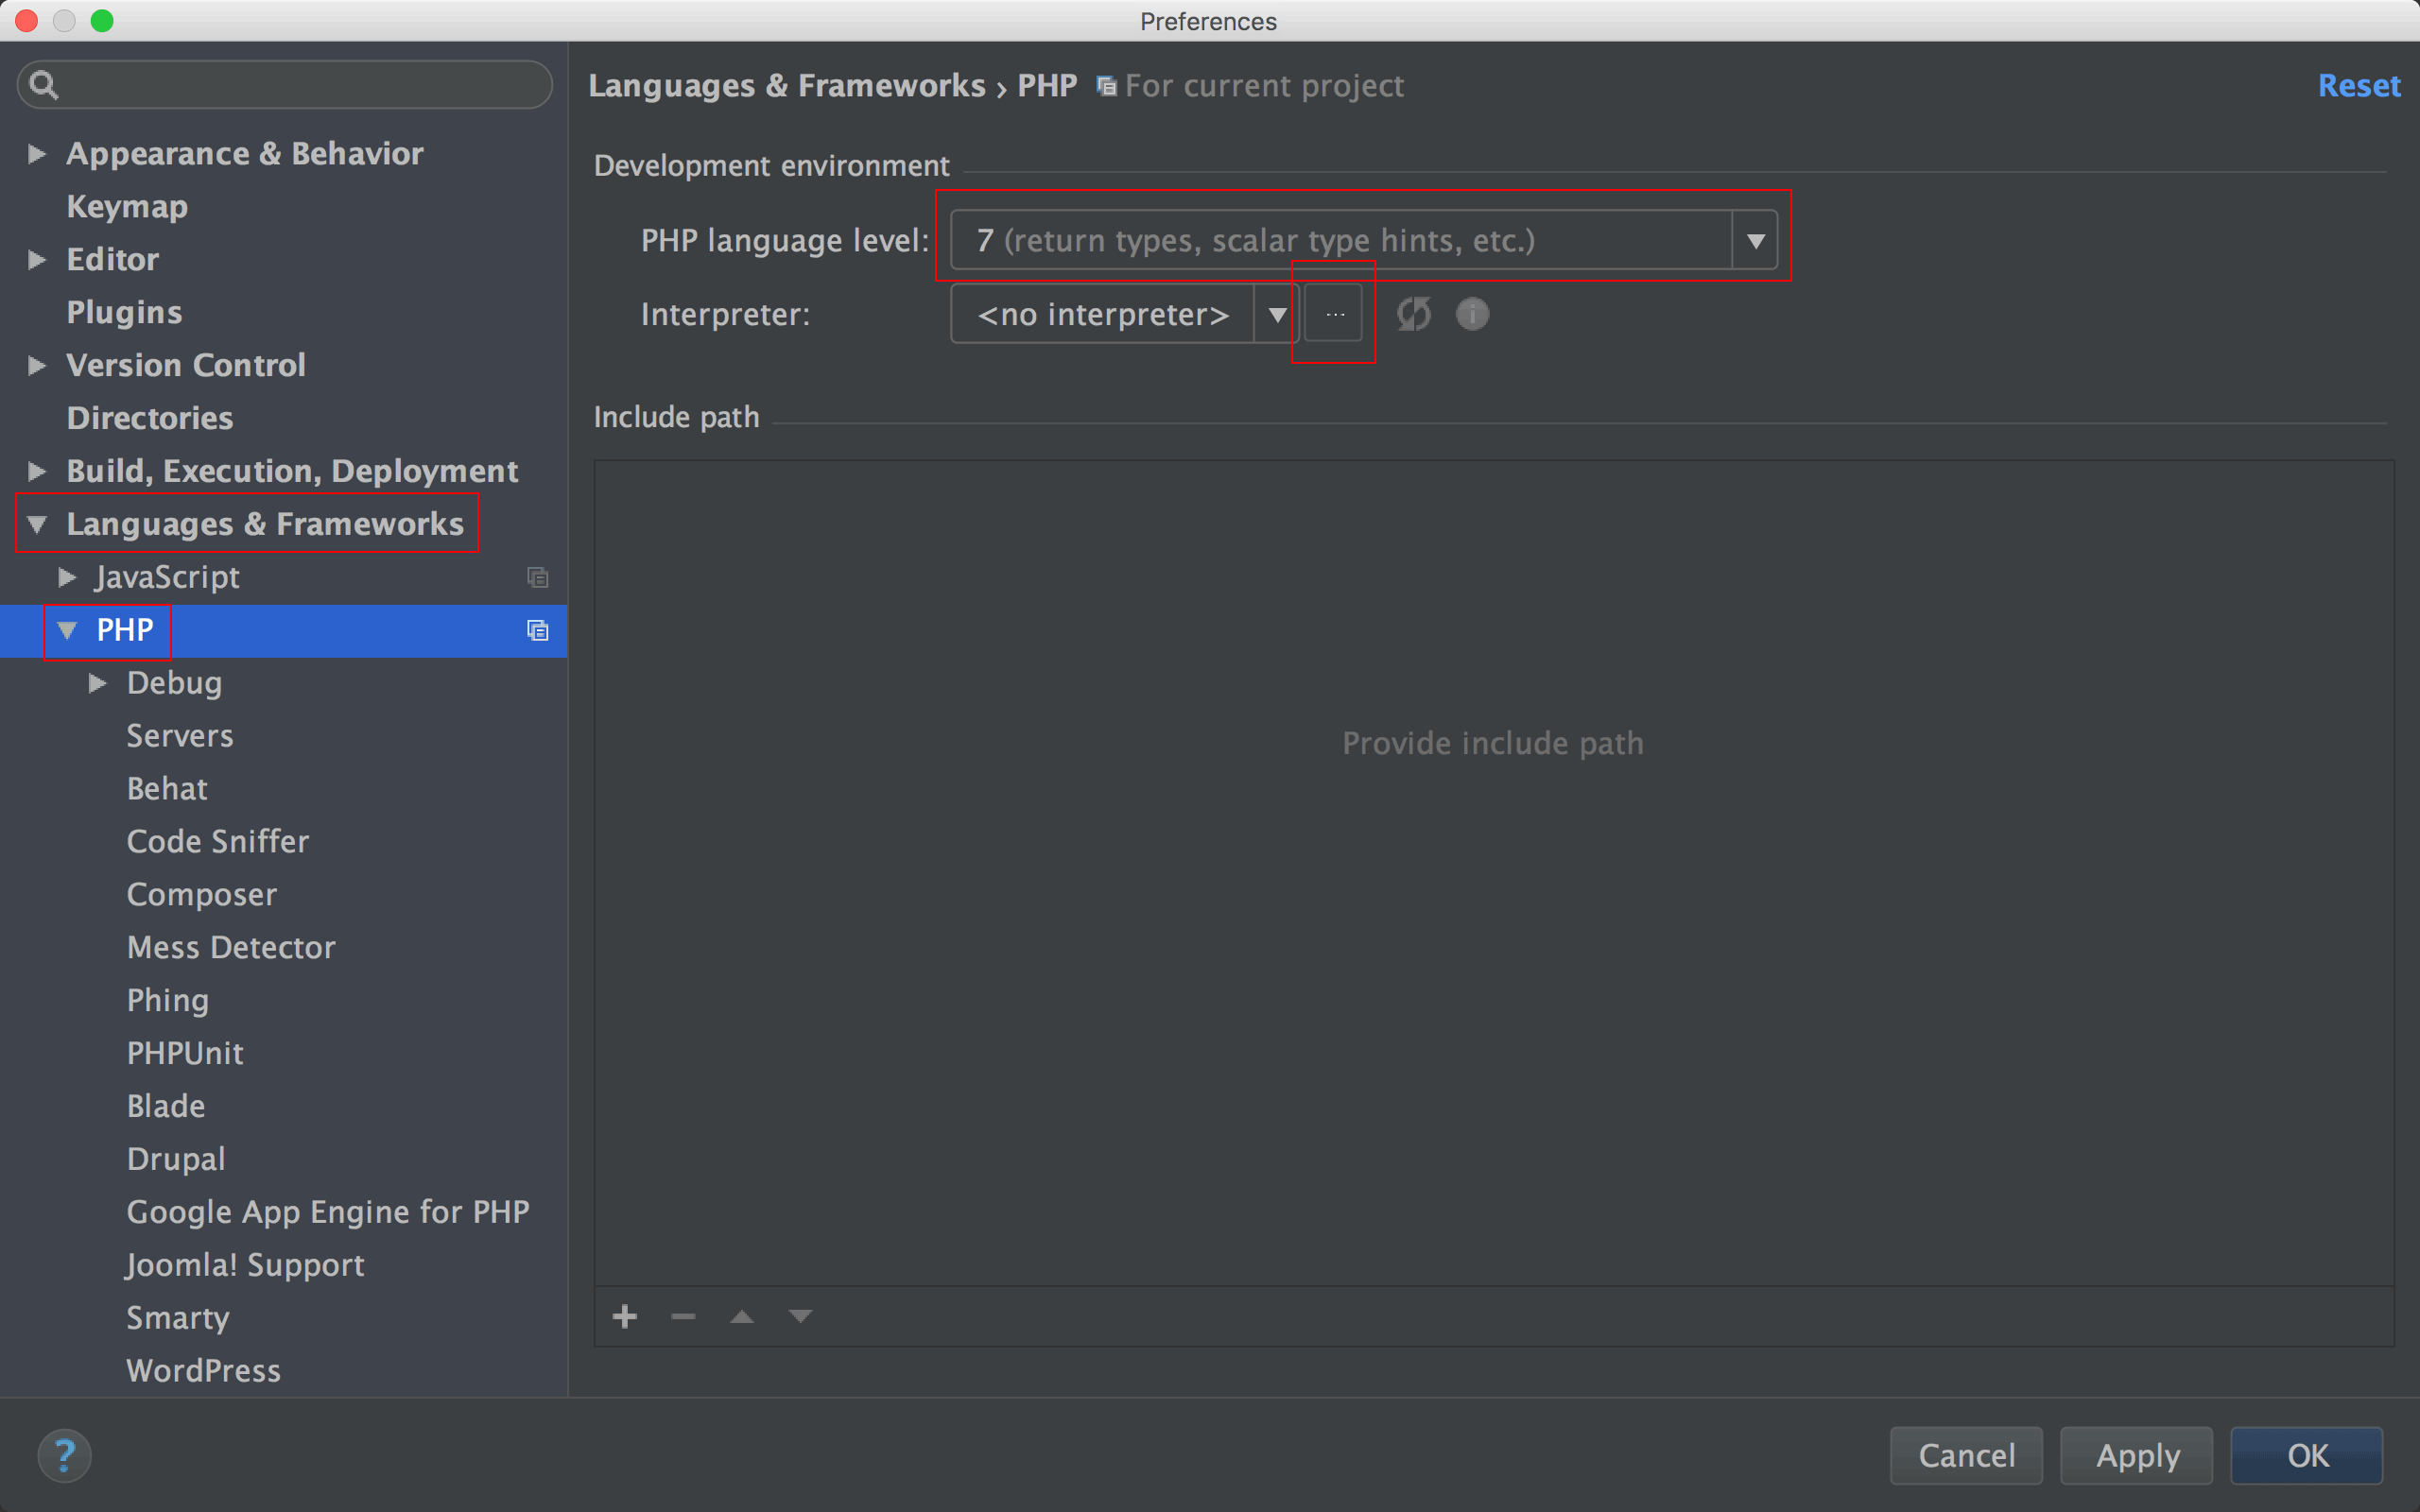 Preferences
Languages & Frameworks › PHP For current project
Reset
Appearance & Behavior
Keymap
Editor
Plugins
Version Control
Directories
Build, Execution, Deployment
Languages & Frameworks
JavaScript
PHP
Debug
Servers
Behat
Code Sniffer
Composer
Mess Detector
Phing
PHPUnit
Blade
Drupal
Google App Engine for PHP
Joomla! Support
Smarty
WordPress
Development environment
PHP language level: 7 (return types, scalar type hints, etc.)
Interpreter: <no interpreter> ...
Include path
Provide include path
?
Cancel
Apply
OK